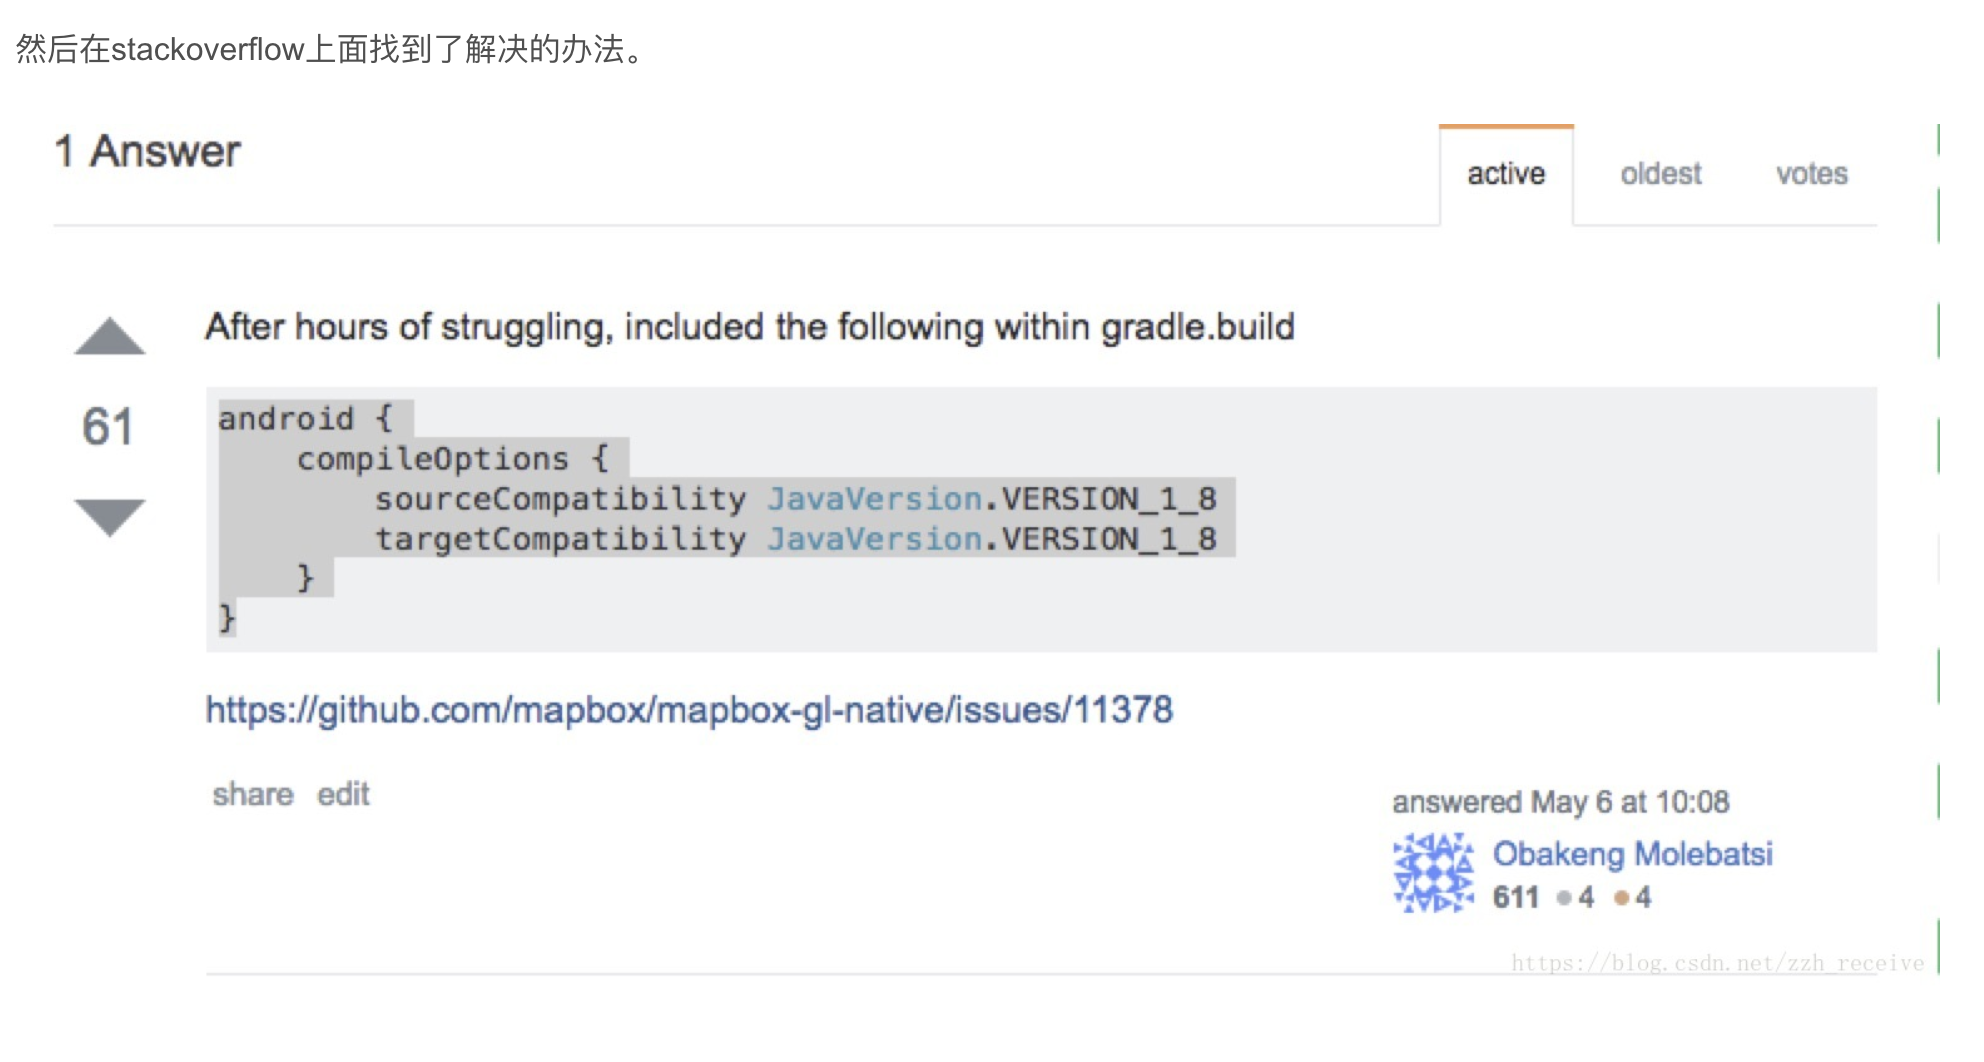 然后在stackoverflow上面找到了解决的办法。
1 Answer
active oldest votes
After hours of struggling, included the following within gradle.build
61
android {
    compileOptions {
        sourceCompatibility JavaVersion.VERSION_1_8
        targetCompatibility JavaVersion.VERSION_1_8
    }
}
https://github.com/mapbox/mapbox-gl-native/issues/11378
share edit
answered May 6 at 10:08
Obakeng Molebatsi
611 4 4
https://blog.csdn.net/zzh_receive